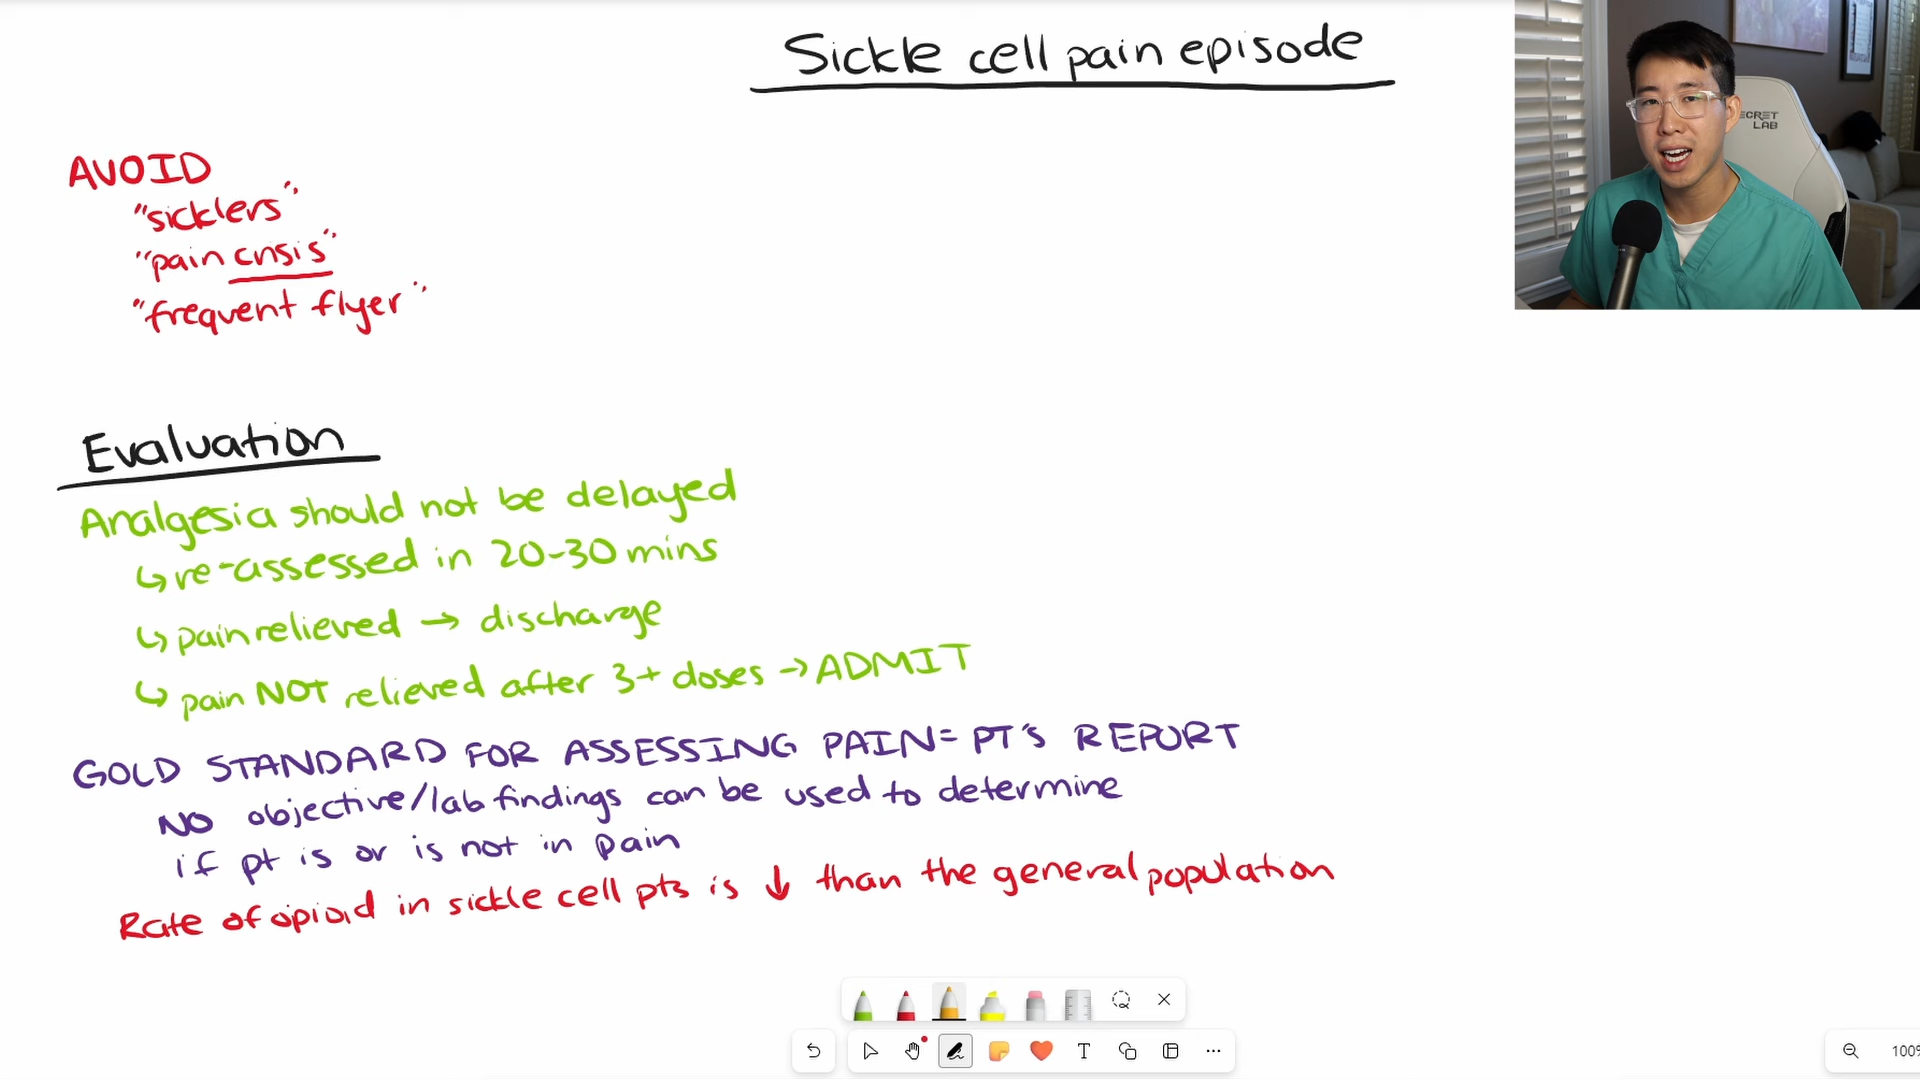 Sickle cell pain episode
ECRET
LAB
AVOID
"sicklers"
"pain crisis"
"frequent flyer"
Evaluation
Analgesia should not be delayed
↳ re-assessed in 20-30 mins
↳ pain relieved → discharge
↳ pain NOT relieved after 3+ doses → ADMIT
GOLD STANDARD FOR ASSESSING PAIN = PT'S REPORT
NO objective/lab findings can be used to determine
if pt is or is not in pain
Rate of opioid in sickle cell pts is ↓ than the general population
100%